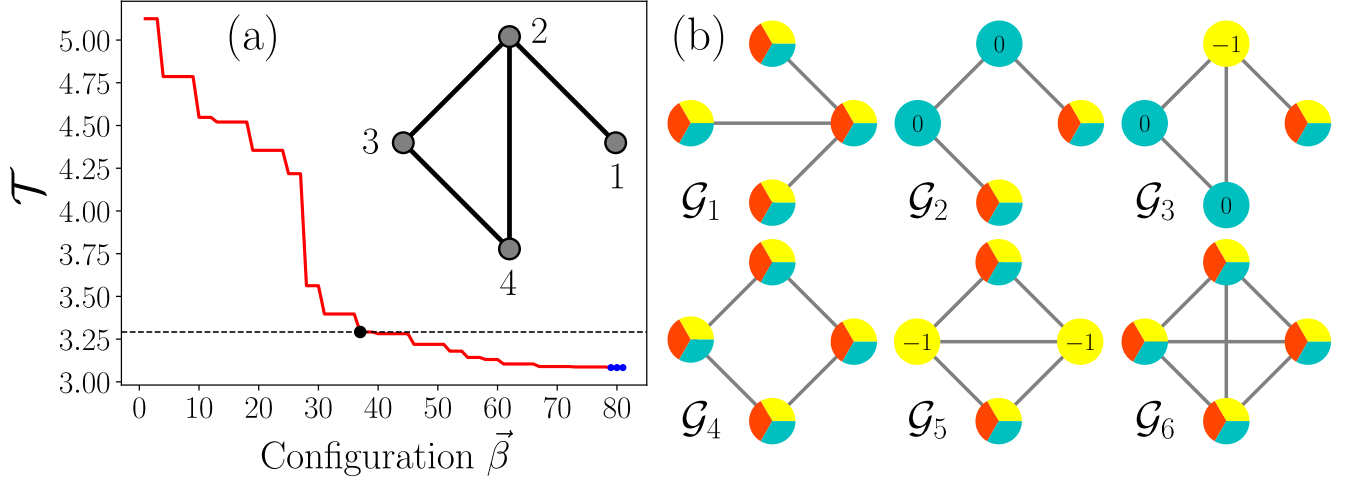 (a)
5.00
4.75
4.50
4.25
4.00
3.75
3.50
3.25
3.00
𝒯
0 10 20 30 40 50 60 70 80
Configuration $\vec{\beta}$
2
3
1
4
(b)
0 −1
0 0
𝒢₁ 𝒢₂ 𝒢₃ 0
−1 −1
𝒢₄ 𝒢₅ 𝒢₆